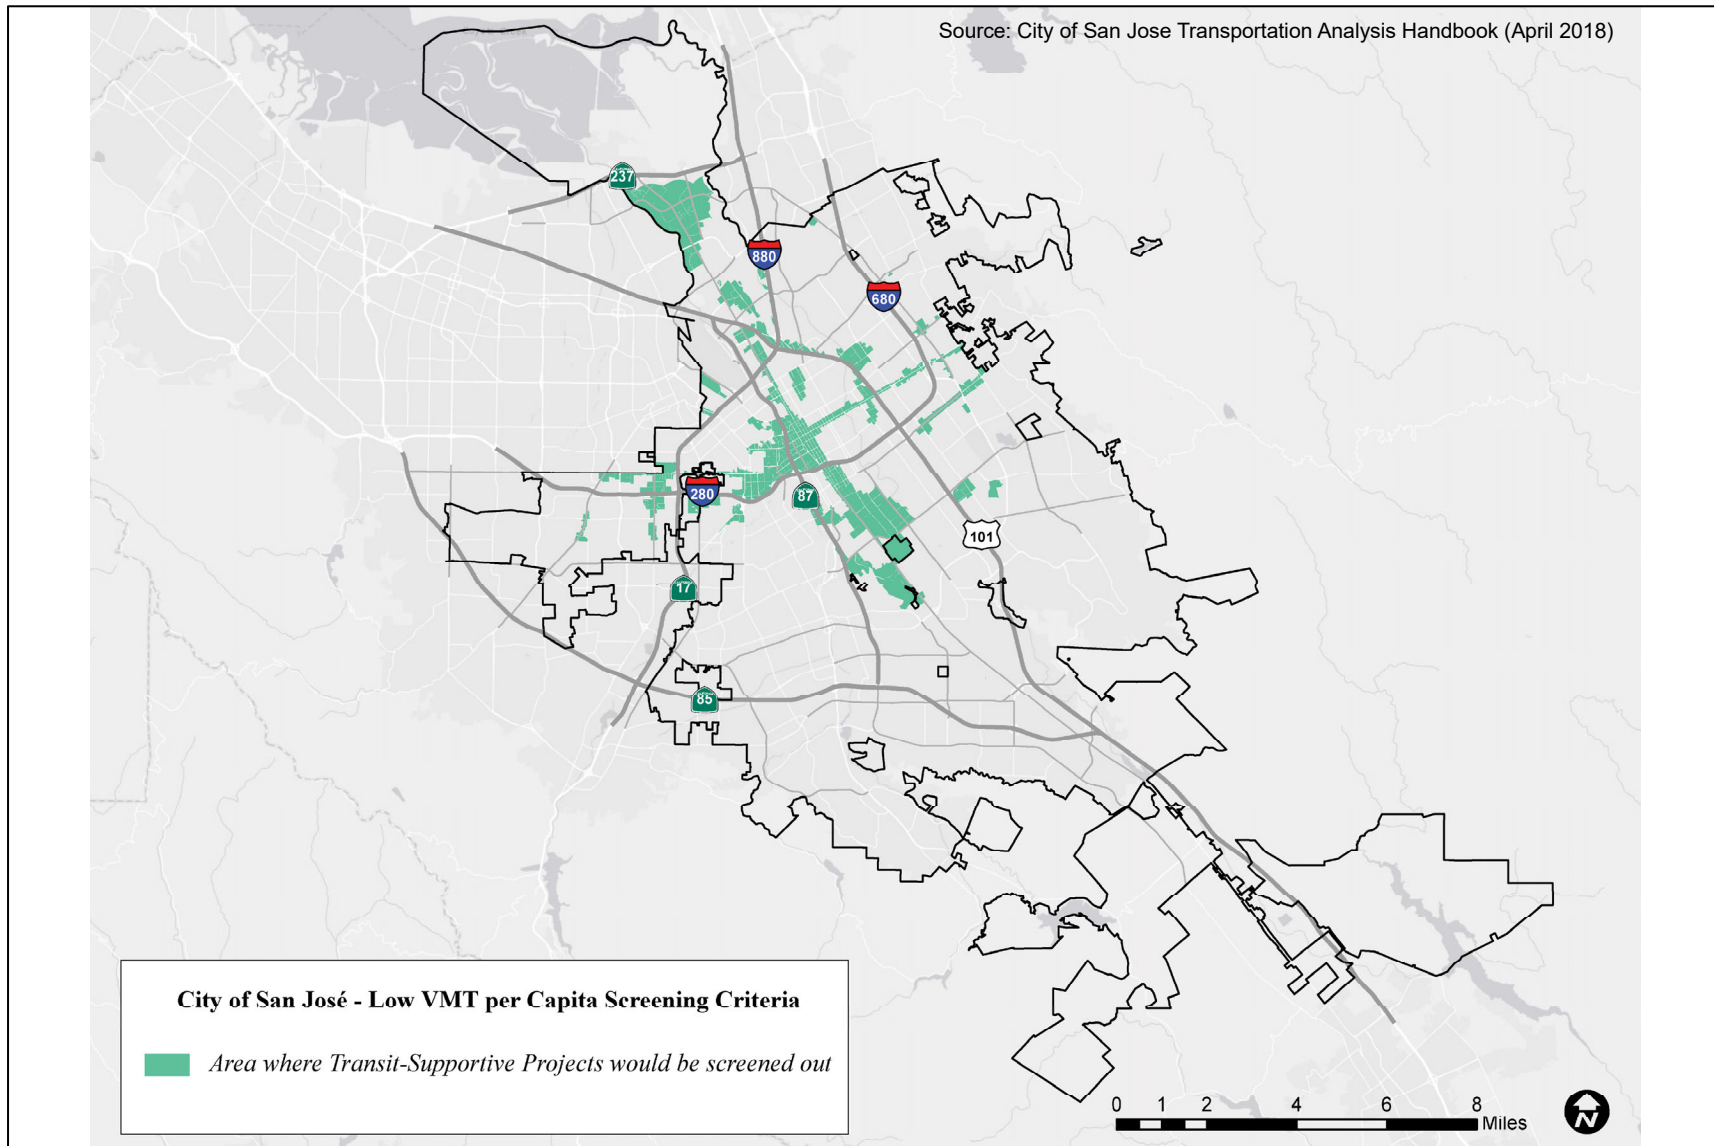 Source: City of San Jose Transportation Analysis Handbook (April 2018)
237
880
680
280
87
101
17
85
City of San José - Low VMT per Capita Screening Criteria
Area where Transit-Supportive Projects would be screened out
0 1 2 4 6 8
Miles